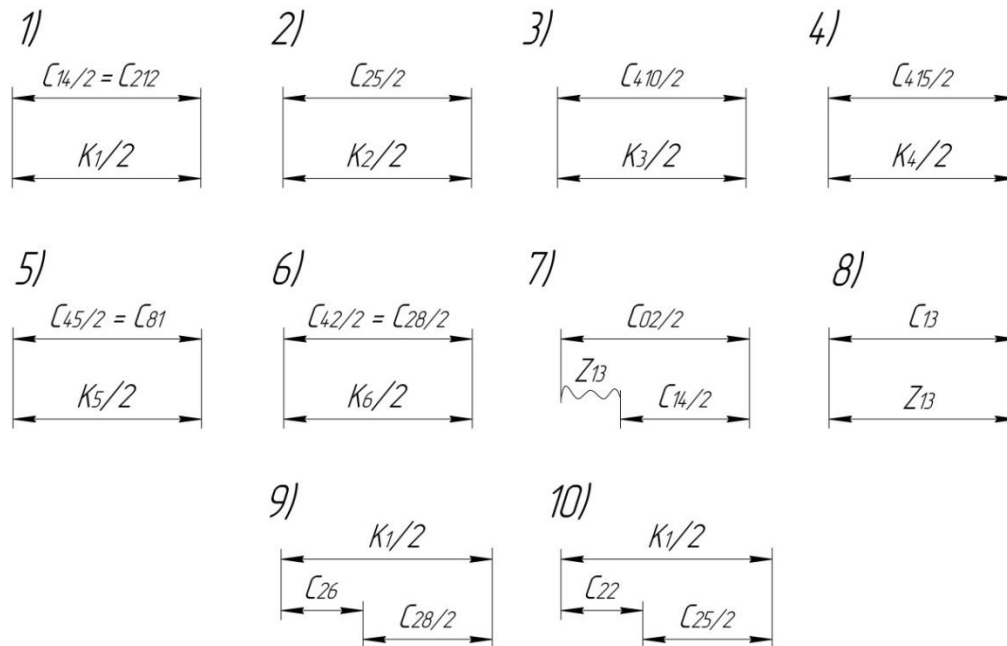 1) 2) 3) 4)
C14/2 = C212 C25/2 C410/2 C415/2
K1/2 K2/2 K3/2 K4/2
5) 6) 7) 8)
C45/2 = C81 C42/2 = C28/2 C02/2 C13
Z13
K5/2 K6/2 C14/2 Z13
9) 10)
K1/2 K1/2
C26 C22
C28/2 C25/2